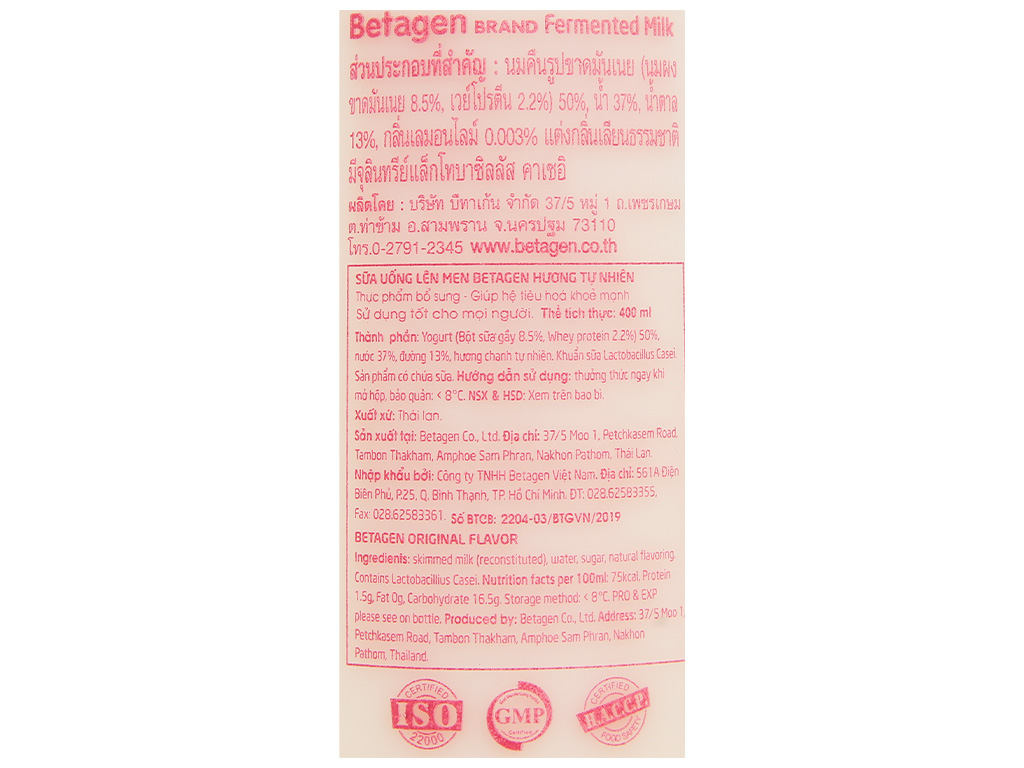 Betagen BRAND Fermented Milk
ส่วนประกอบที่สำคัญ : นมคืนรูปขาดมันเนย (นมผง
ขาดมันเนย 8.5%, เวย์โปรตีน 2.2%) 50%, น้ำ 37%, น้ำตาล
13%, กลิ่นเลมอนไลม์ 0.003% แต่งกลิ่นเลียนธรรมชาติ
มีจุลินทรีย์แล็กโทบาซิลลัส คาเซอิ
ผลิตโดย : บริษัท บีทาเก้น จำกัด 37/5 หมู่ 1 ถ.เพชรเกษม
ต.ท่าข้าม อ.สามพราน จ.นครปฐม 73110
โทร.0-2791-2345 www.betagen.co.th
SỮA UỐNG LÊN MEN BETAGEN HƯƠNG TỰ NHIÊN
Thực phẩm bổ sung - Giúp hệ tiêu hoá khoẻ mạnh
Sử dụng tốt cho mọi người. Thể tích thực: 400 ml
Thành phần: Yogurt (Bột sữa gầy 8.5%, Whey protein 2.2%) 50%,
nước 37%, đường 13%, hương chanh tự nhiên. Khuẩn sữa Lactobacillus Casei.
Sản phẩm có chứa sữa. Hướng dẫn sử dụng: thưởng thức ngay khi
mở hộp, bảo quản: < 8°C. NSX & HSD: Xem trên bao bì.
Xuất xứ: Thái lan.
Sản xuất tại: Betagen Co., Ltd. Địa chỉ: 37/5 Moo 1, Petchkasem Road,
Tambon Thakham, Amphoe Sam Phran, Nakhon Pathom, Thái Lan.
Nhập khẩu bởi: Công ty TNHH Betagen Việt Nam. Địa chỉ: 561A Điện
Biên Phủ, P.25, Q. Bình Thạnh, TP. Hồ Chí Minh. ĐT: 028.62583355,
Fax: 028.62583361. Số BTCB: 2204-03/BTGVN/2019
BETAGEN ORIGINAL FLAVOR
Ingredients: skimmed milk (reconstituted), water, sugar, natural flavoring.
Contains Lactobacillius Casei. Nutrition facts per 100ml: 75kcal, Protein
1.5g, Fat 0g, Carbohydrate 16.5g. Storage method: < 8°C. PRO & EXP
please see on bottle. Produced by: Betagen Co., Ltd. Address: 37/5 Moo 1,
Petchkasem Road, Tambon Thakham, Amphoe Sam Phran, Nakhon
Pathom, Thailand.
CERTIFIED
ISO
22000
GMP
Certified
CERTIFIED
H.A.C.C.P
FOOD SAFETY